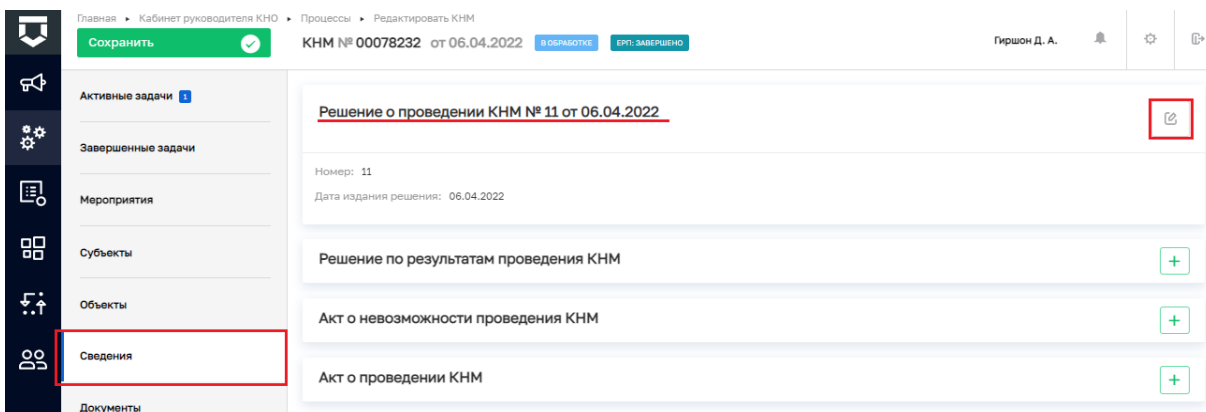 Главная ▸ Кабинет руководителя КНО ▸ Процессы ▸ Редактировать КНМ
Сохранить
КНМ № 00078232 от 06.04.2022 В ОБРАБОТКЕ ЕРП: ЗАВЕРШЕНО
Гиршон Д. А.
Активные задачи 1
Завершенные задачи
Мероприятия
Субъекты
Объекты
Сведения
Документы
Решение о проведении КНМ № 11 от 06.04.2022
Номер: 11
Дата издания решения: 06.04.2022
Решение по результатам проведения КНМ
Акт о невозможности проведения КНМ
Акт о проведении КНМ